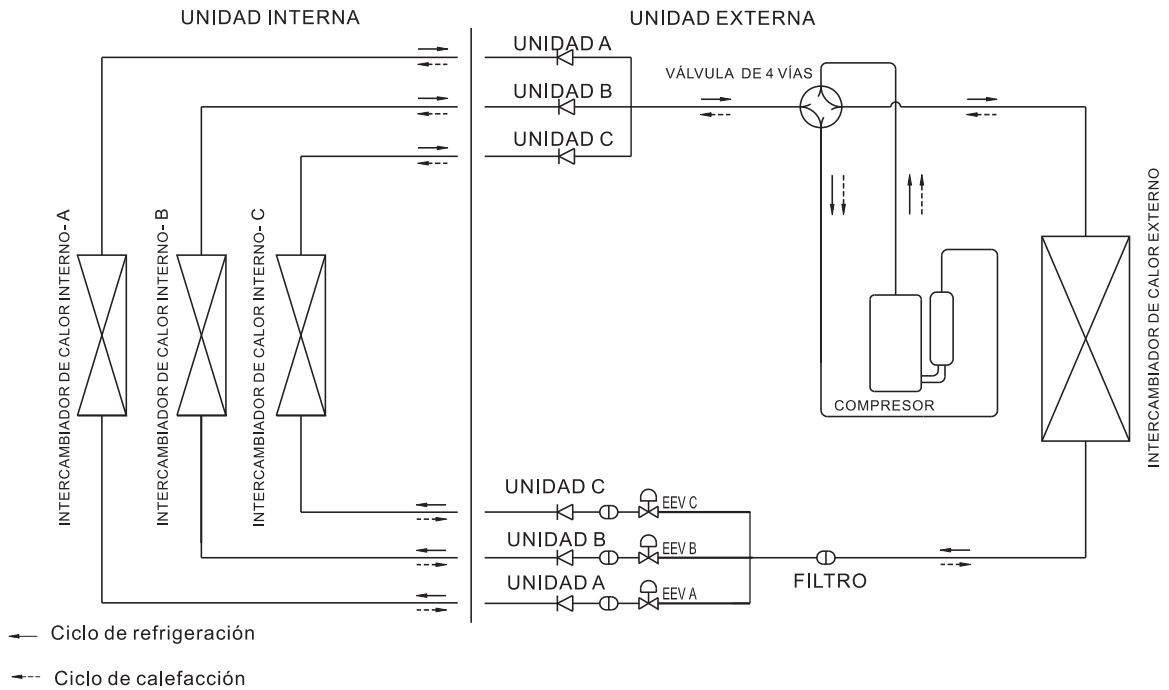 UNIDAD INTERNA
UNIDAD EXTERNA
UNIDAD A
VÁLVULA DE 4 VÍAS
UNIDAD B
UNIDAD C
INTERCAMBIADOR DE CALOR INTERNO- A
INTERCAMBIADOR DE CALOR INTERNO- B
INTERCAMBIADOR DE CALOR INTERNO- C
INTERCAMBIADOR DE CALOR EXTERNO
COMPRESOR
UNIDAD C
EEV C
UNIDAD B
EEV B
FILTRO
UNIDAD A
EEV A
Ciclo de refrigeración
Ciclo de calefacción